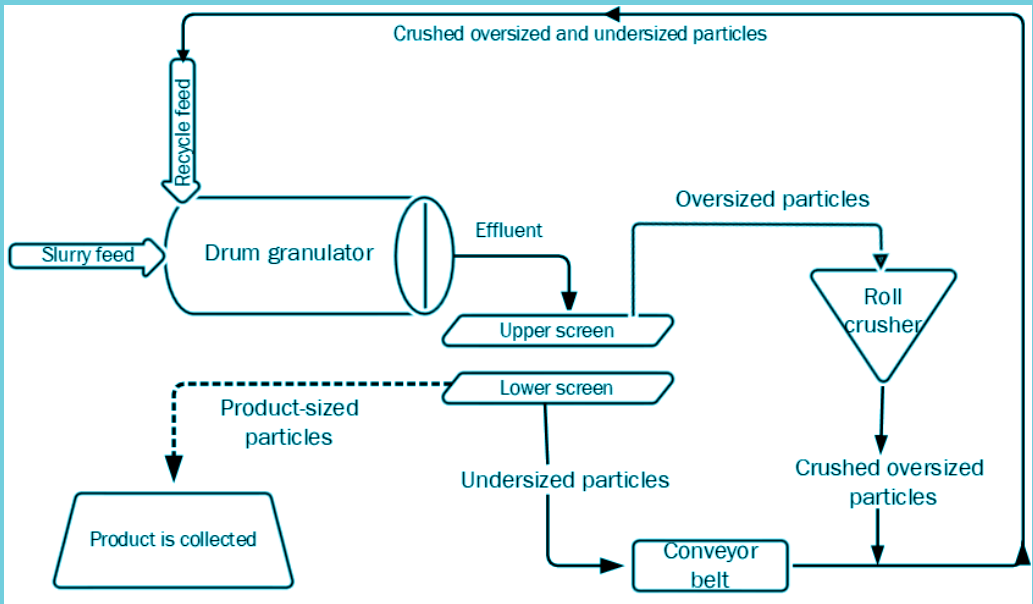 Crushed oversized and undersized particles
Recycle feed
Oversized particles
Effluent
Slurry feed
Drum granulator
Roll
crusher
Upper screen
Lower screen
Product-sized
particles
Undersized particles
Crushed oversized
particles
Product is collected
Conveyor
belt